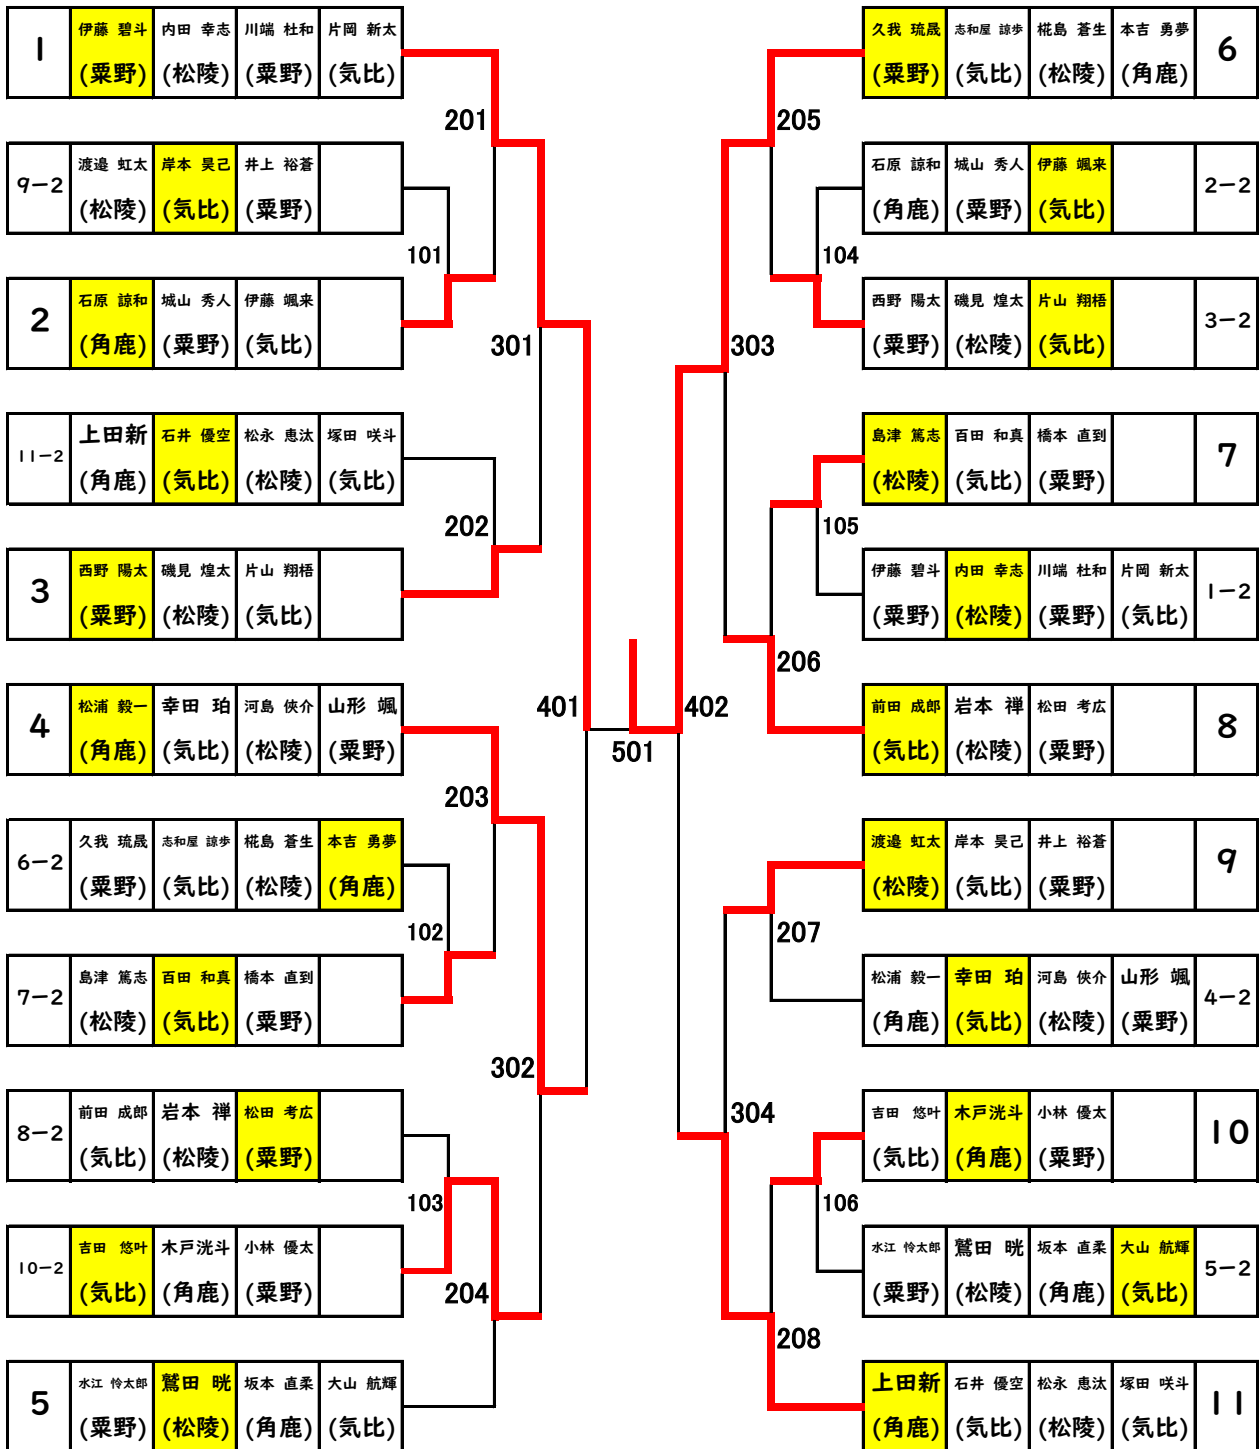 1 伊藤 碧斗 内田 幸志 川端 杜和 片岡 新太
(粟野) (松陵) (粟野) (気比)
201
9-2 渡邉 虹太 岸本 昊己 井上 裕蒼
(松陵) (気比) (粟野)
101
2 石原 諒和 城山 秀人 伊藤 颯来
(角鹿) (粟野) (気比)
301
11-2 上田新 石井 優空 松永 恵汰 塚田 咲斗
(角鹿) (気比) (松陵) (気比)
202
3 西野 陽太 磯見 煌太 片山 翔梧
(粟野) (松陵) (気比)
401
4 松浦 毅一 幸田 珀 河島 侠介 山形 颯
(角鹿) (気比) (松陵) (粟野)
203
6-2 久我 琉晟 志和屋 諒歩 椛島 蒼生 本吉 勇夢
(粟野) (気比) (松陵) (角鹿)
102
7-2 島津 篤志 百田 和真 橋本 直到
(松陵) (気比) (粟野)
302
8-2 前田 成郎 岩本 禅 松田 考広
(気比) (松陵) (粟野)
103
10-2 吉田 悠叶 木戸洸斗 小林 優太
(気比) (角鹿) (粟野)
204
5 水江 怜太郎 鷲田 晄 坂本 直柔 大山 航輝
(粟野) (松陵) (角鹿) (気比)
501
久我 琉晟 志和屋 諒歩 椛島 蒼生 本吉 勇夢 6
(粟野) (気比) (松陵) (角鹿)
205
石原 諒和 城山 秀人 伊藤 颯来 2-2
(角鹿) (粟野) (気比)
104
西野 陽太 磯見 煌太 片山 翔梧 3-2
(粟野) (松陵) (気比)
303
島津 篤志 百田 和真 橋本 直到 7
(松陵) (気比) (粟野)
105
伊藤 碧斗 内田 幸志 川端 杜和 片岡 新太 1-2
(粟野) (松陵) (粟野) (気比)
206
402
前田 成郎 岩本 禅 松田 考広 8
(気比) (松陵) (粟野)
渡邉 虹太 岸本 昊己 井上 裕蒼 9
(松陵) (気比) (粟野)
207
松浦 毅一 幸田 珀 河島 侠介 山形 颯 4-2
(角鹿) (気比) (松陵) (粟野)
304
吉田 悠叶 木戸洸斗 小林 優太 10
(気比) (角鹿) (粟野)
106
水江 怜太郎 鷲田 晄 坂本 直柔 大山 航輝 5-2
(粟野) (松陵) (角鹿) (気比)
208
上田新 石井 優空 松永 恵汰 塚田 咲斗 11
(角鹿) (気比) (松陵) (気比)